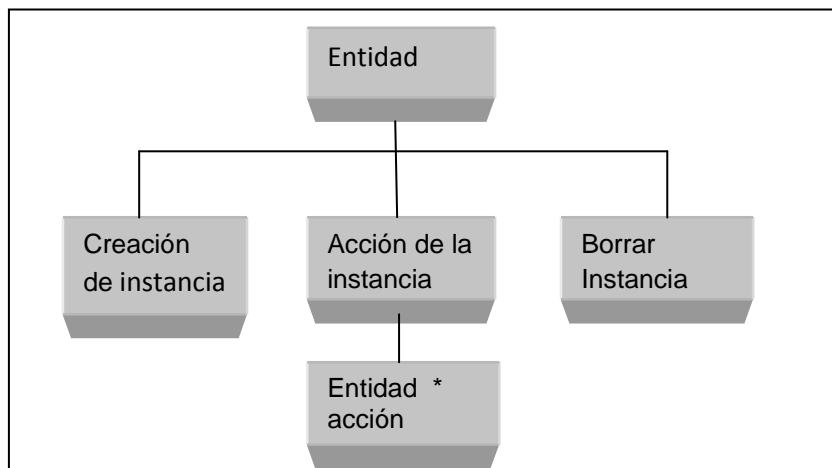 Entidad
Creación
de instancia
Acción de la
instancia
Borrar
Instancia
Entidad *
acción